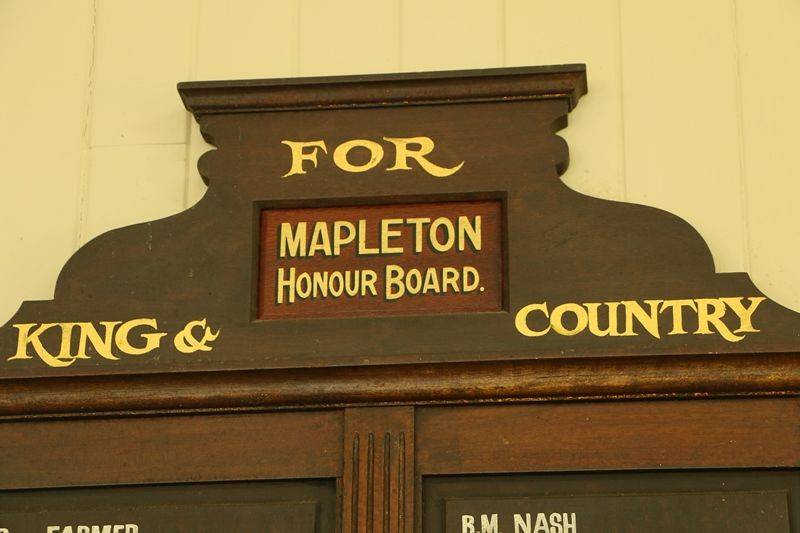 FOR
MAPLETON
HONOUR BOARD.
KING & COUNTRY
FARMER
B.M. NASH